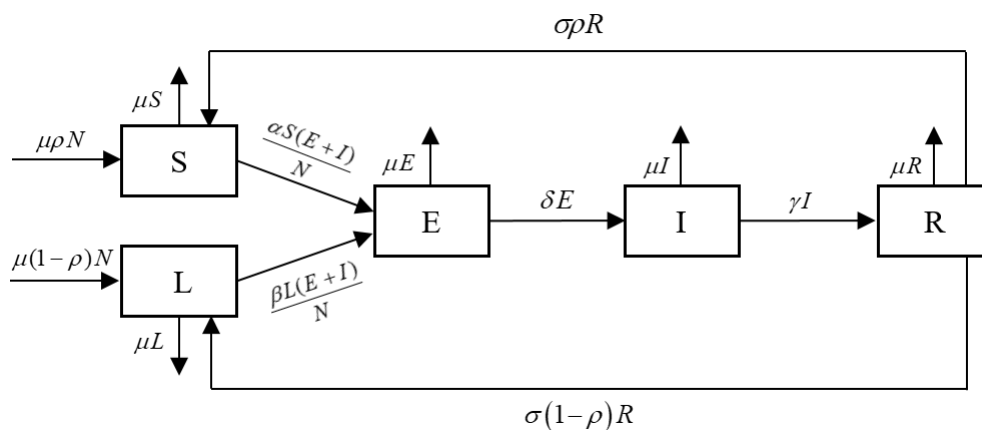 σρR
μS
μρN
S
αS(E+I)/N
μE
μI
μR
E
δE
I
γI
R
μ(1−ρ)N
L
βL(E+I)/N
μL
σ(1−ρ)R